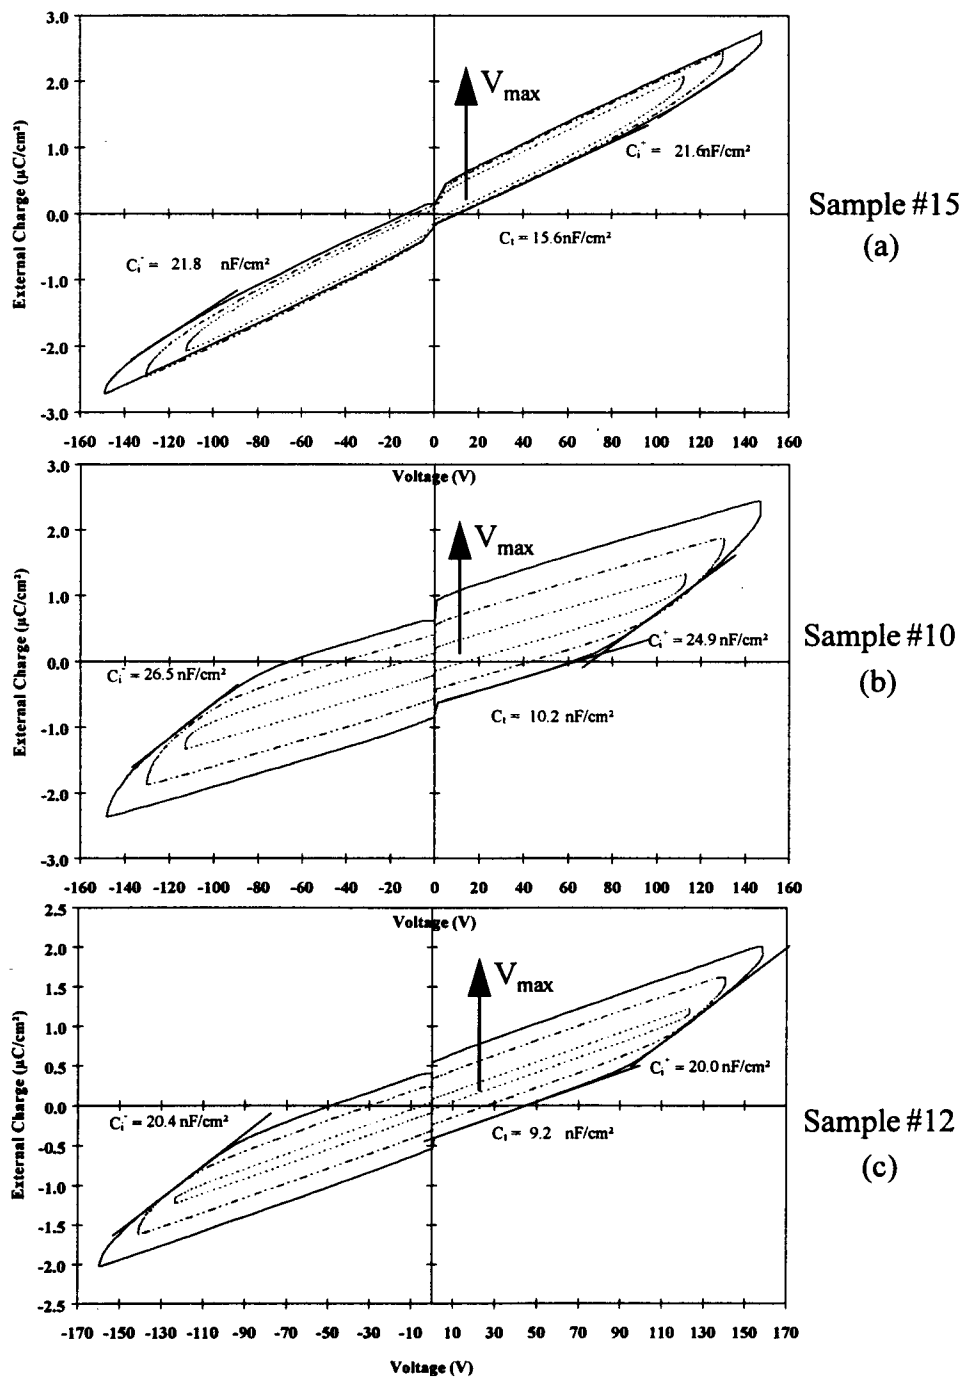 3.0
2.0
1.0
0.0
-1.0
-2.0
-3.0
External Charge (µC/cm²)
V_max
C_i^+ = 21.6nF/cm²
C_t = 15.6nF/cm²
C_i^- = 21.8 nF/cm²
-160 -140 -120 -100 -80 -60 -40 -20 0 20 40 60 80 100 120 140 160
Voltage (V)
Sample #15
(a)
3.0
2.0
1.0
0.0
-1.0
-2.0
-3.0
External Charge (µC/cm²)
V_max
C_i^+ = 24.9 nF/cm²
C_i^- = 26.5 nF/cm²
C_t = 10.2 nF/cm²
-160 -140 -120 -100 -80 -60 -40 -20 0 20 40 60 80 100 120 140 160
Voltage (V)
Sample #10
(b)
2.5
2.0
1.5
1.0
0.5
0.0
-0.5
-1.0
-1.5
-2.0
-2.5
External Charge (µC/cm²)
V_max
C_i^+ = 20.0 nF/cm²
C_i^- = 20.4 nF/cm²
C_t = 9.2 nF/cm²
-170 -150 -130 -110 -90 -70 -50 -30 -10 10 30 50 70 90 110 130 150 170
Voltage (V)
Sample #12
(c)